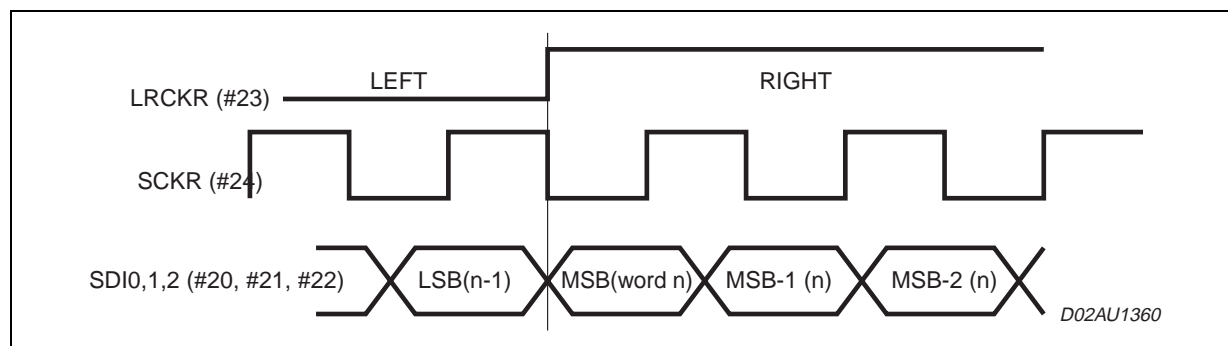 LEFT
RIGHT
LRCKR (#23)
SCKR (#24)
SDI0,1,2 (#20, #21, #22)
LSB(n-1)
MSB(word n)
MSB-1 (n)
MSB-2 (n)
D02AU1360